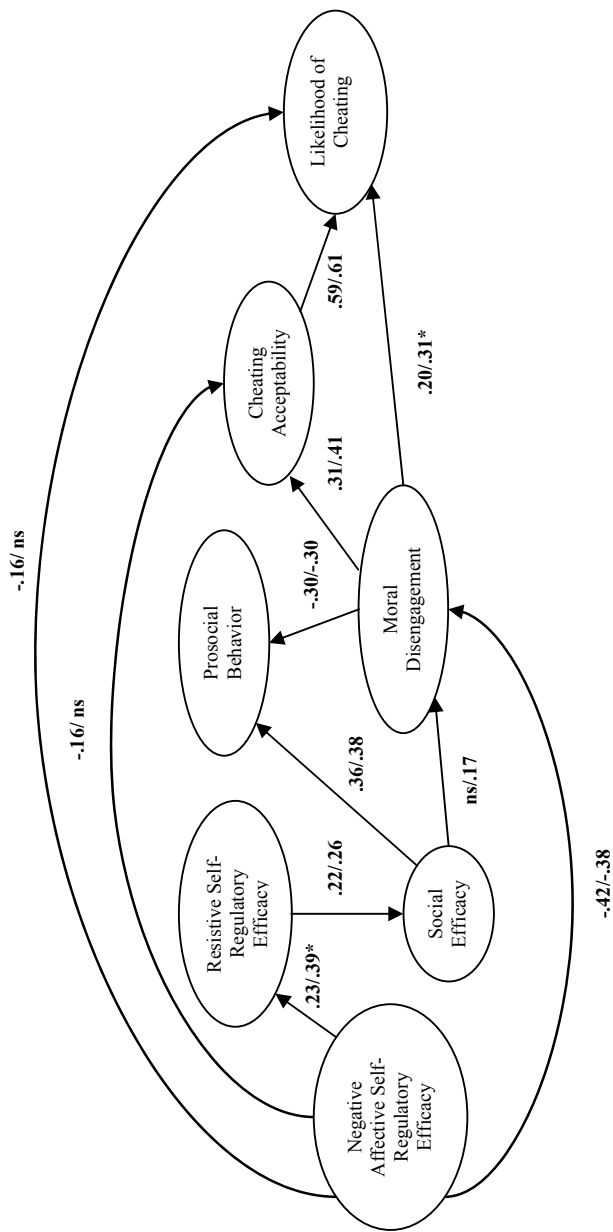 -.16/ ns
-.16/ ns
Negative
Affective Self-
Regulatory
Efficacy
.23/.39*
Resistive Self-
Regulatory
Efficacy
.22/.26
Social
Efficacy
.36/.38
ns/.17
-.42/-.38
Prosocial
Behavior
-.30/-.30
Moral
Disengagement
.31/.41
Cheating
Acceptability
.59/.61
.20/.31*
Likelihood of
Cheating